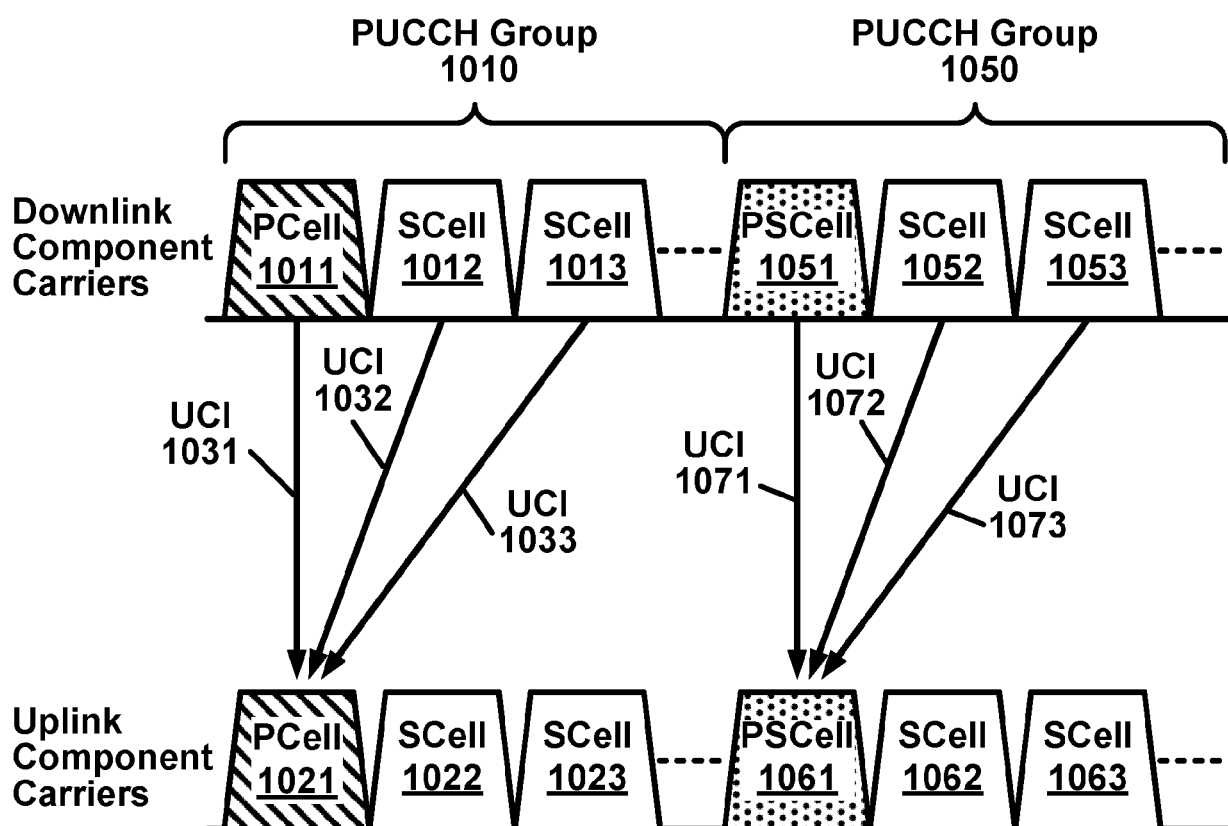 PUCCH Group
1010
PUCCH Group
1050
Downlink
Component
Carriers
PCell
1011
SCell
1012
SCell
1013
PSCell
1051
SCell
1052
SCell
1053
UCI
1031
UCI
1032
UCI
1033
UCI
1071
UCI
1072
UCI
1073
Uplink
Component
Carriers
PCell
1021
SCell
1022
SCell
1023
PSCell
1061
SCell
1062
SCell
1063